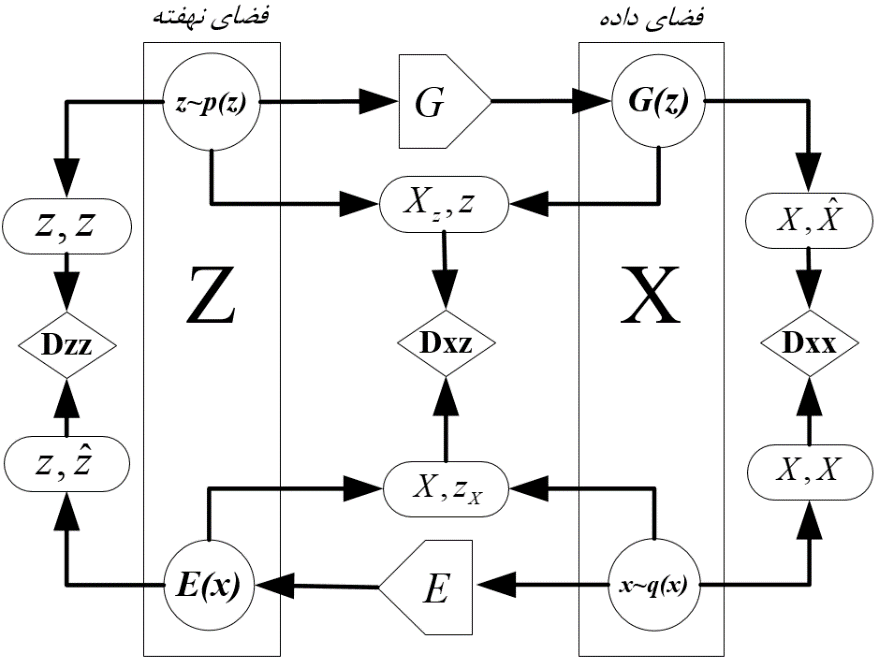 فضای نهفته
فضای داده
z~p(z)
G
G(z)
z, z
X_z, z
X, X̂
Z
X
Dzz
Dxz
Dxx
z, ẑ
X, z_X
X, X
E(x)
E
x~q(x)